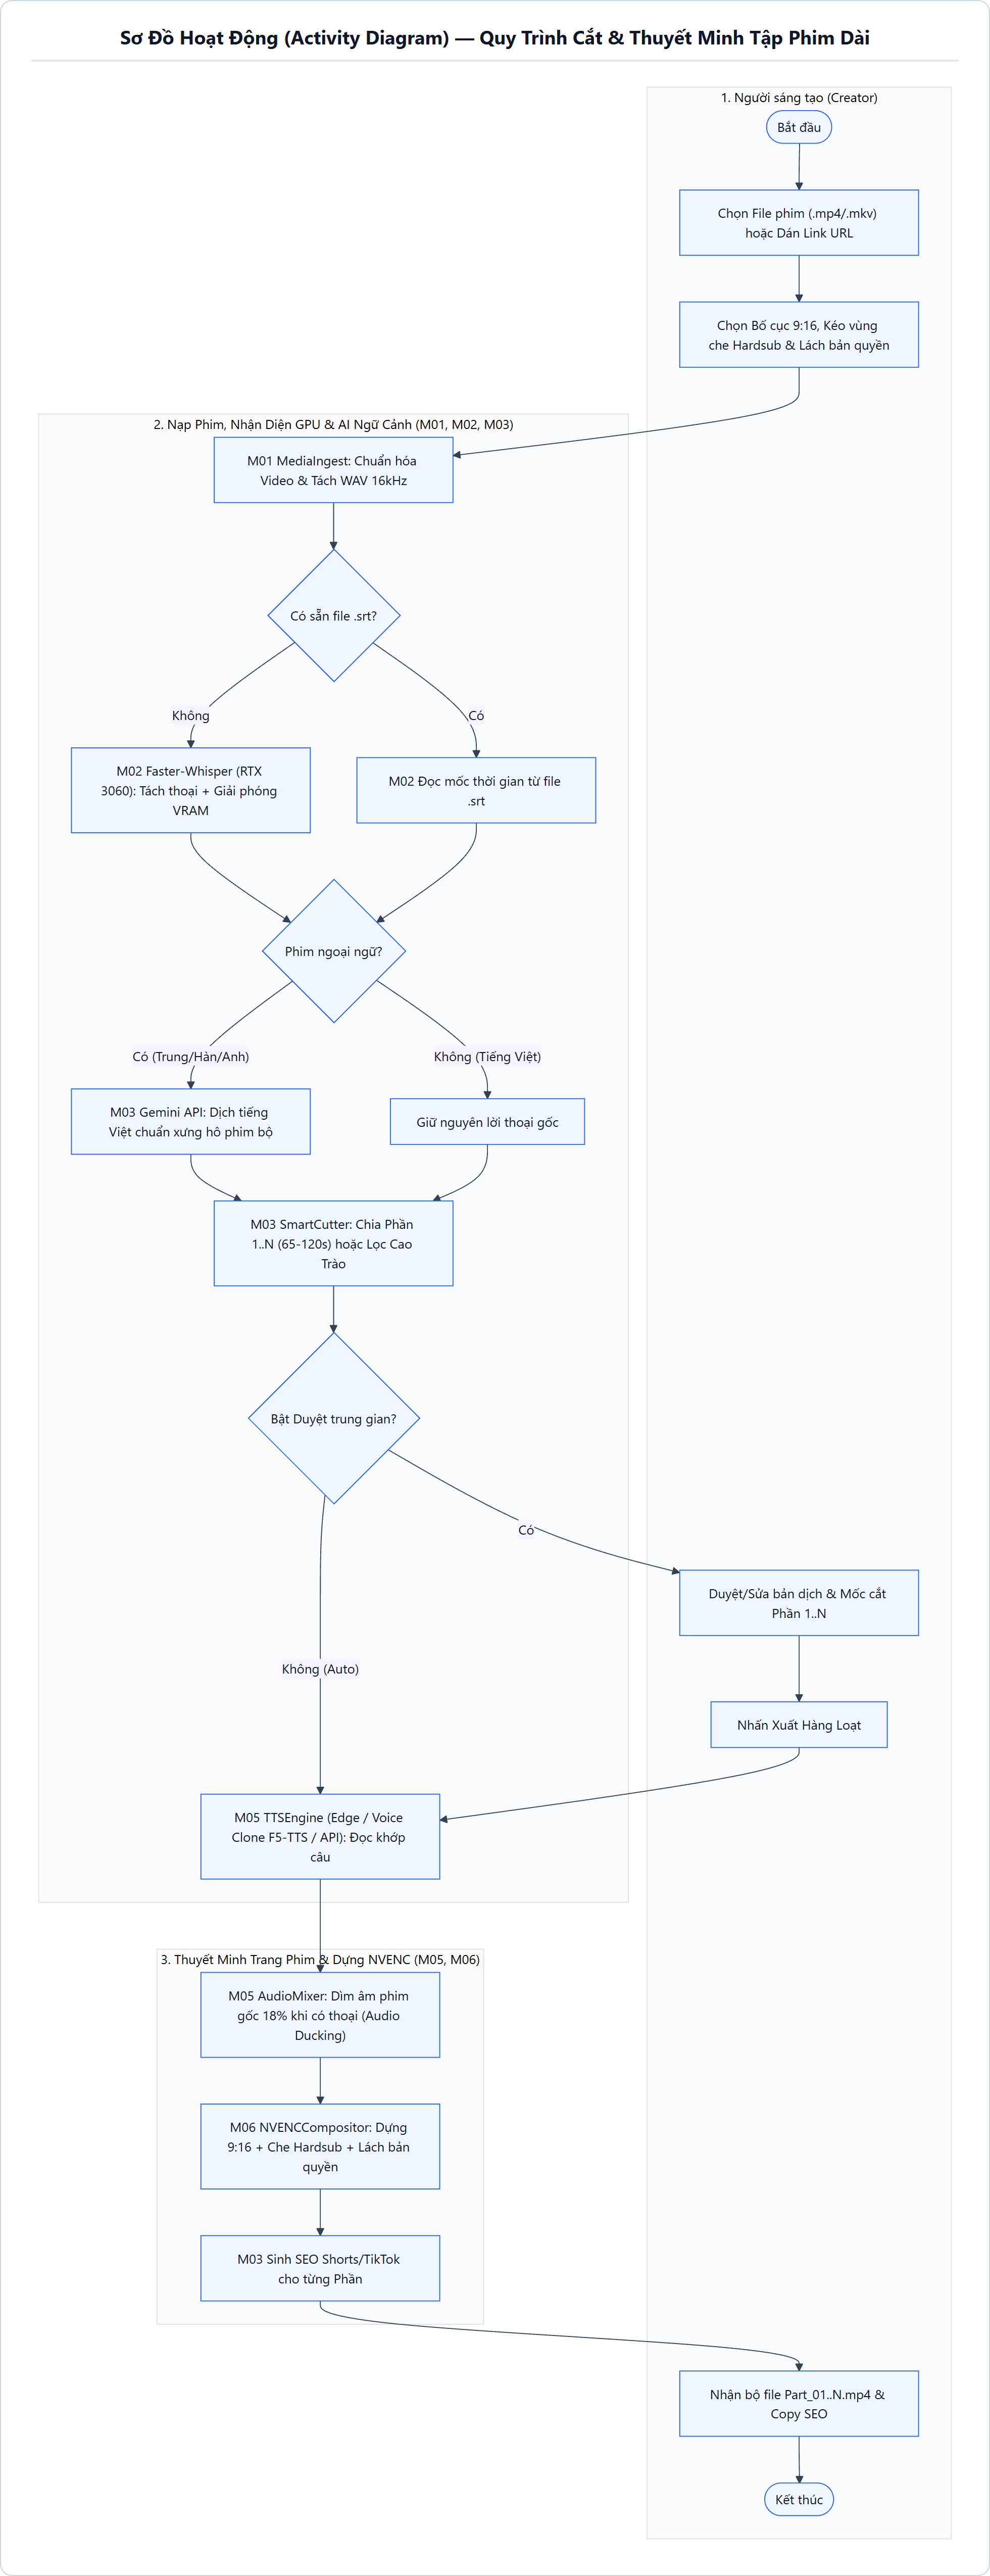 Sơ Đồ Hoạt Động (Activity Diagram) — Quy Trình Cắt & Thuyết Minh Tập Phim Dài
1. Người sáng tạo (Creator)
Bắt đầu
Chọn File phim (.mp4/.mkv)
hoặc Dán Link URL
Chọn Bố cục 9:16, Kéo vùng
che Hardsub & Lách bản quyền
2. Nạp Phim, Nhận Diện GPU & AI Ngữ Cảnh (M01, M02, M03)
M01 MediaIngest: Chuẩn hóa
Video & Tách WAV 16kHz
Có sẵn file .srt?
Không
Có
M02 Faster-Whisper (RTX
3060): Tách thoại + Giải phóng
VRAM
M02 Đọc mốc thời gian từ file
.srt
Phim ngoại ngữ?
Có (Trung/Hàn/Anh)
Không (Tiếng Việt)
M03 Gemini API: Dịch tiếng
Việt chuẩn xưng hô phim bộ
Giữ nguyên lời thoại gốc
M03 SmartCutter: Chia Phần
1..N (65-120s) hoặc Lọc Cao
Trào
Bật Duyệt trung gian?
Có
Duyệt/Sửa bản dịch & Mốc cắt
Phần 1..N
Không (Auto)
Nhấn Xuất Hàng Loạt
M05 TTSEngine (Edge / Voice
Clone F5-TTS / API): Đọc khớp
câu
3. Thuyết Minh Trang Phim & Dựng NVENC (M05, M06)
M05 AudioMixer: Dìm âm phim
gốc 18% khi có thoại (Audio
Ducking)
M06 NVENCCompositor: Dựng
9:16 + Che Hardsub + Lách bản
quyền
M03 Sinh SEO Shorts/TikTok
cho từng Phần
Nhận bộ file Part_01..N.mp4 &
Copy SEO
Kết thúc